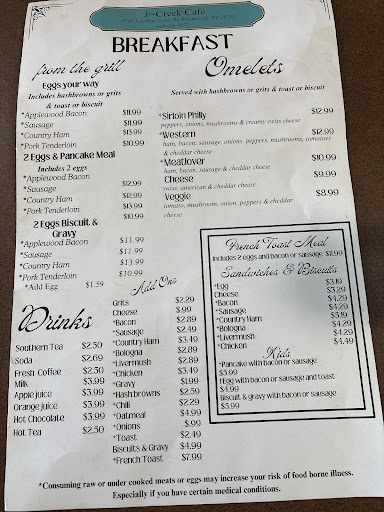 J-Creek Cafe
BREAKFAST
from the grill
Eggs your way
Includes hashbrowns or grits
& toast or biscuit
*Applewood Bacon $11.99
*Sausage $11.99
*Country Ham $13.99
*Pork Tenderloin $10.99
2 Eggs & Pancake Meal
Includes 2 eggs
*Applewood Bacon
*Sausage $12.99
*Country Ham $12.99
*Pork Tenderloin $13.99
$10.99
2 Eggs Biscuit &
Gravy
*Applewood Bacon $11.99
*Sausage $11.99
*Country Ham $13.99
*Pork Tenderloin $10.99
*Add Egg $1.59
Omelets
Served with hashbrowns or grits & toast or biscuit
*Sirloin Philly $12.99
peppers, onions, mushrooms & creamy swiss cheese
*Western $12.99
ham, bacon, sausage, onions, peppers, mushrooms, tomatoes
& cheddar cheese
*Meatlover $10.99
ham, bacon, sausage & cheddar cheese
Cheese $9.99
swiss, american & cheddar cheese
Veggie $8.99
tomato, mushroom, onion, peppers & cheddar
cheese
Drinks
Southern Tea $2.50
Soda $2.69
Fresh Coffee $2.50
Milk $3.99
Apple juice $3.99
Orange juice $3.99
Hot Chocolate $3.99
Hot Tea $2.50
Add Ons
Grits $2.29
Cheese $.99
*Bacon $2.89
*Sausage $2.49
*Country Ham $3.49
*Bologna $2.89
*Livermush $2.89
*Chicken $3.49
*Gravy $1.99
*Hash browns $2.59
*Chili $2.29
*Oatmeal $4.99
*Onions $.99
*Toast $2.49
Biscuits & Gravy $4.99
*French Toast $7.99
French Toast Meal
includes 2 eggs and bacon or sausage $11.99
Sandwiches & Biscuits
*Egg $3.19
Cheese $3.29
*Bacon $4.29
*Sausage $4.29
*Country Ham $5.19
*Bologna $4.29
*Livermush $4.29
*Chicken $4.49
Kids
*Pancake with bacon or sausage
$5.99
1 Egg with bacon or sausage and toast
$4.99
Biscuit & gravy with bacon or sausage
$5.99
*Consuming raw or under cooked meats or eggs may increase your risk of food borne illness.
Especially if you have certain medical conditions.